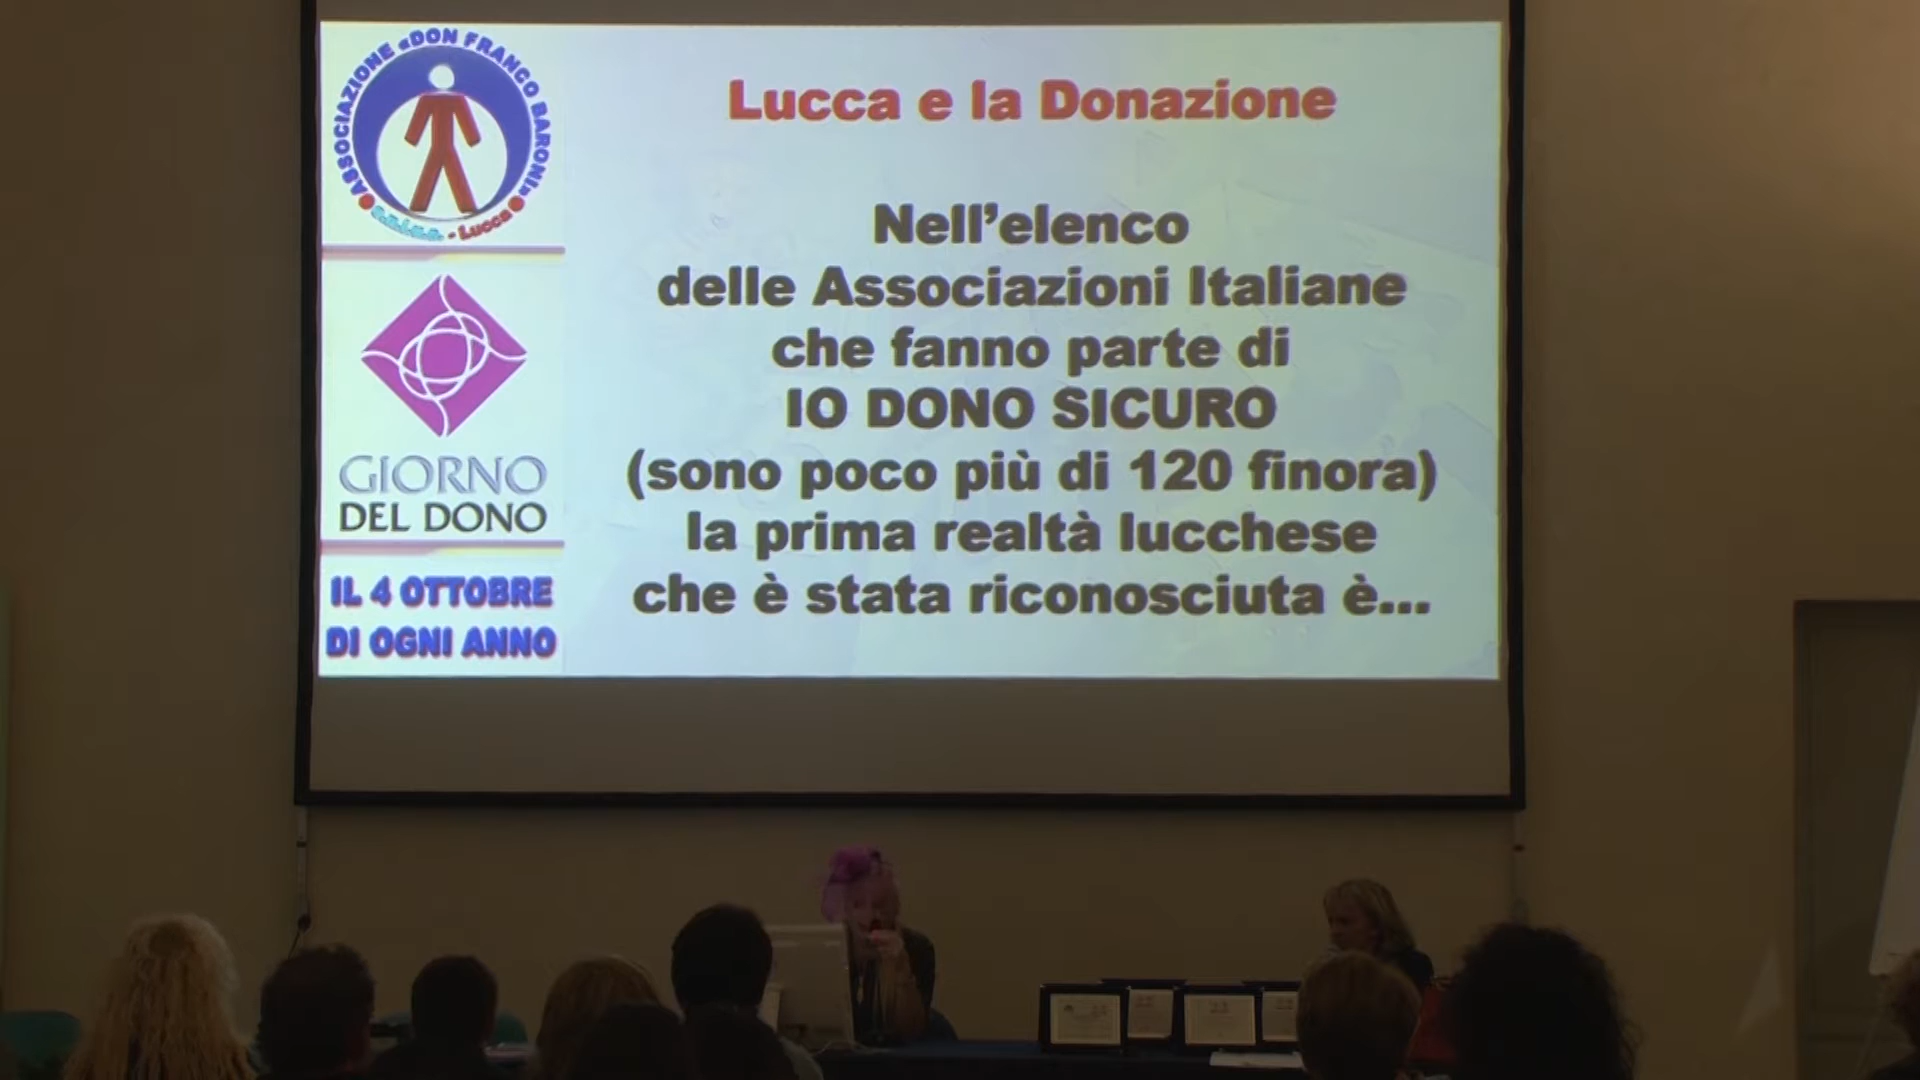 ASSOCIAZIONE «DON FRANCO BARONI»
O.N.L.U.S. - Lucca
GIORNO
DEL DONO
IL 4 OTTOBRE
DI OGNI ANNO
Lucca e la Donazione
Nell’elenco
delle Associazioni Italiane
che fanno parte di
IO DONO SICURO
(sono poco più di 120 finora)
la prima realtà lucchese
che è stata riconosciuta è...